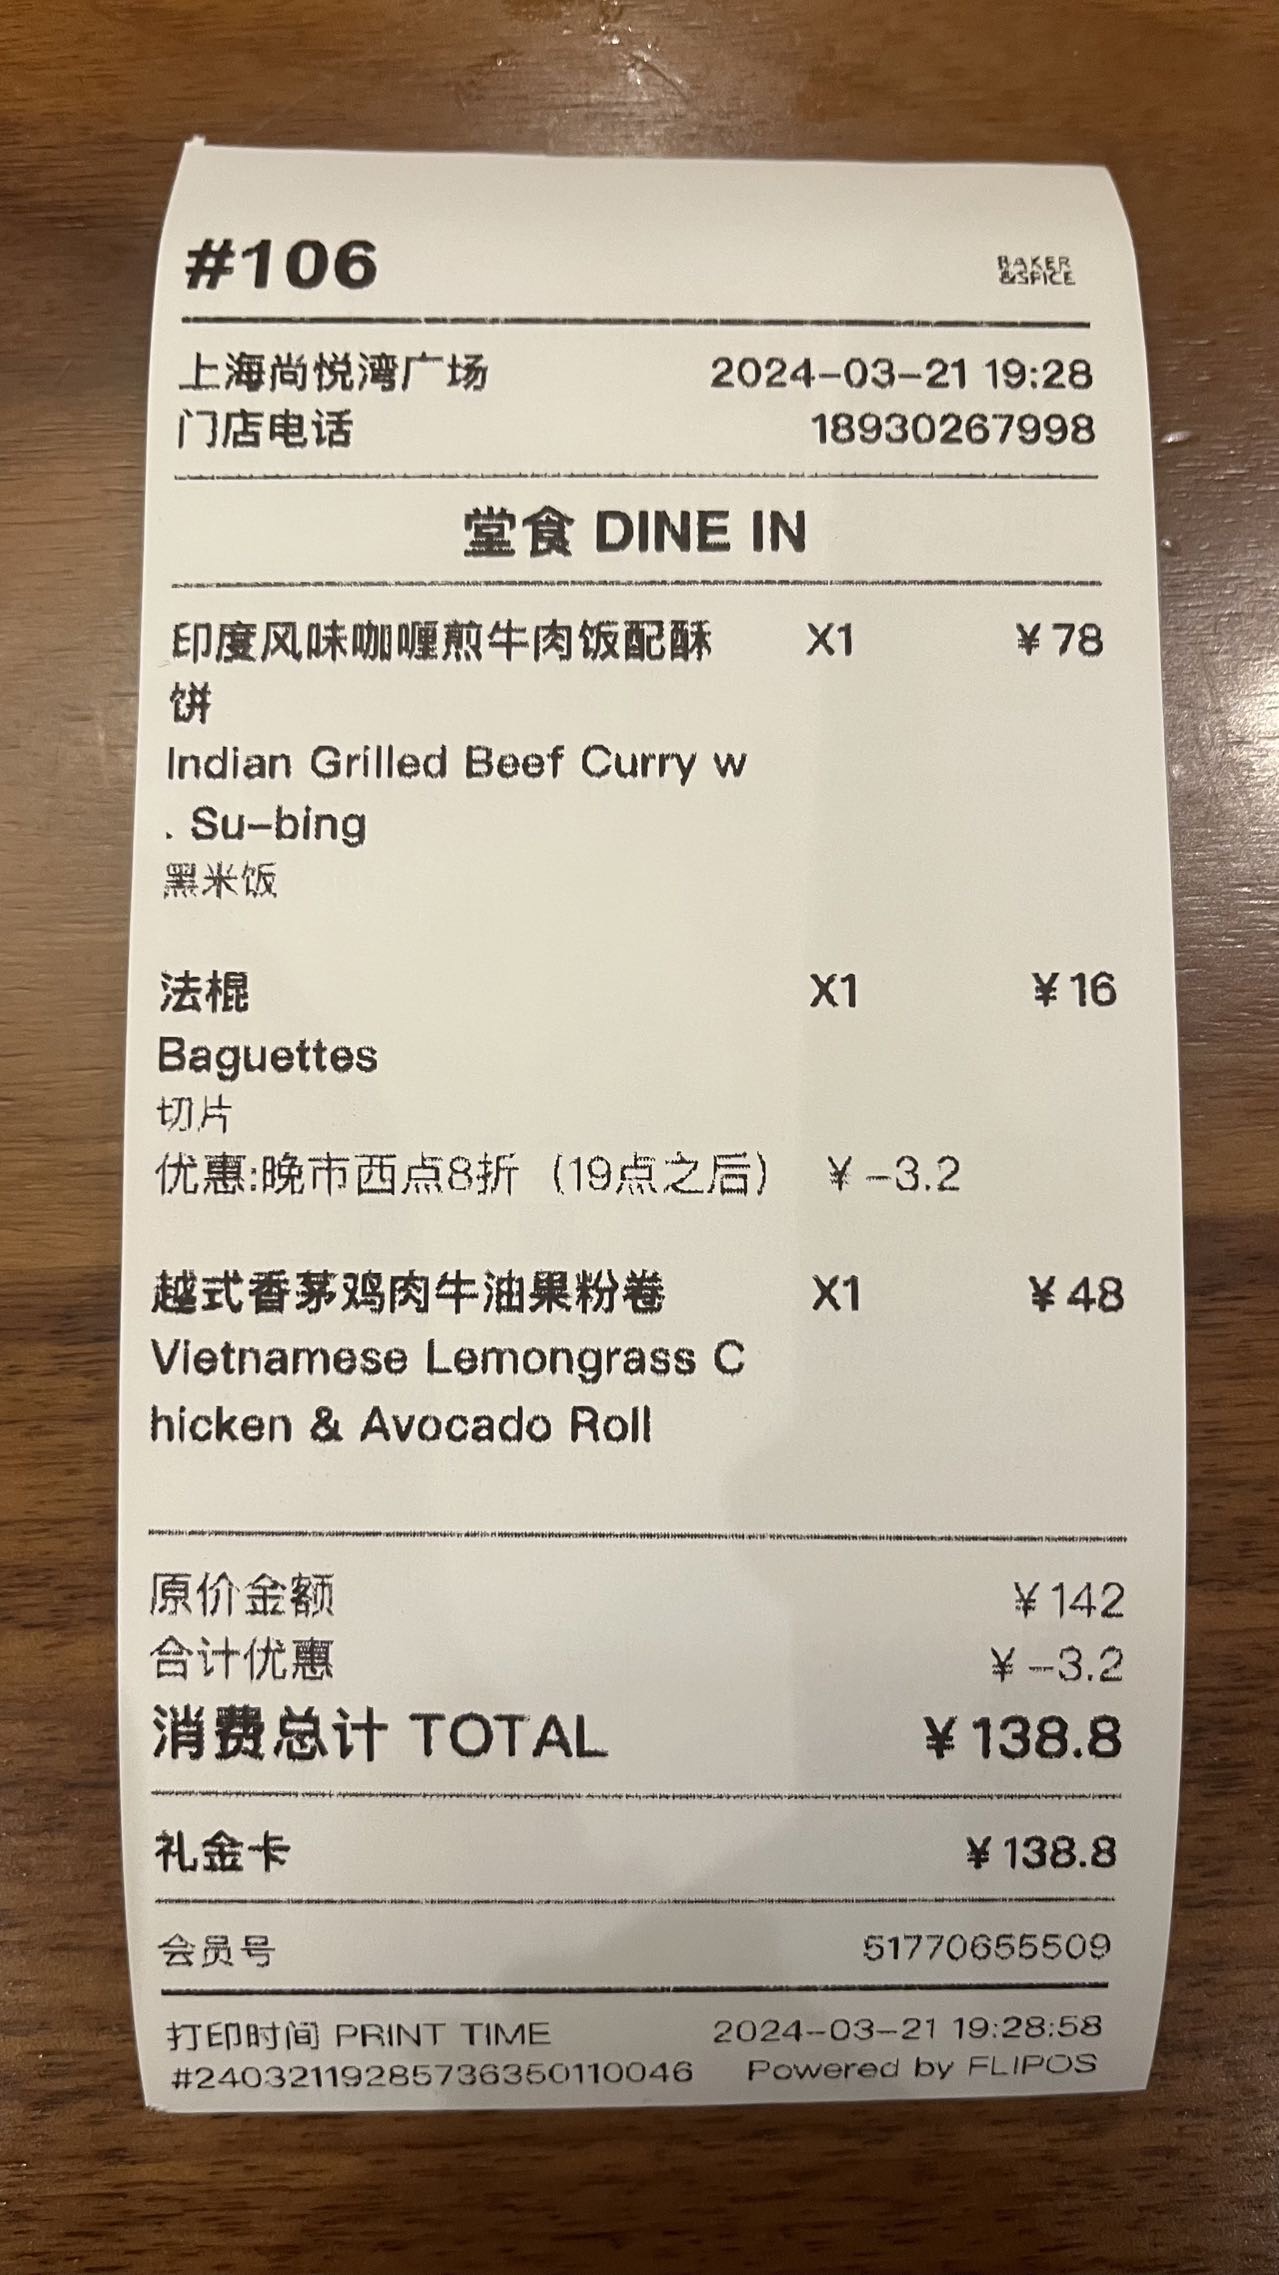 #106
BAKER
&SPICE
上海尚悦湾广场 2024-03-21 19:28
门店电话 18930267998
堂食 DINE IN
印度风味咖喱煎牛肉饭配酥 X1 ¥78
饼
Indian Grilled Beef Curry w
. Su-bing
黑米饭
法棍 X1 ¥16
Baguettes
切片
优惠:晚市西点8折（19点之后） ¥-3.2
越式香茅鸡肉牛油果粉卷 X1 ¥48
Vietnamese Lemongrass C
hicken & Avocado Roll
原价金额 ¥142
合计优惠 ¥-3.2
消费总计 TOTAL ¥138.8
礼金卡 ¥138.8
会员号 51770655509
打印时间 PRINT TIME 2024-03-21 19:28:58
#240321192857363501​10046 Powered by FLIPOS